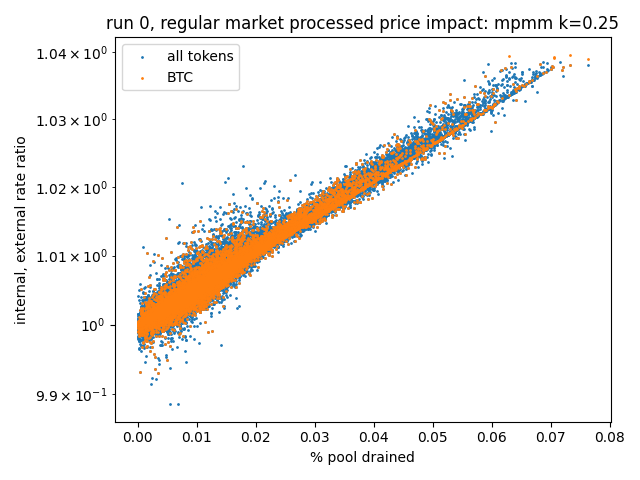 run 0, regular market processed price impact: mpmm k=0.25
all tokens
BTC
internal, external rate ratio
1.04 × 10⁰
1.03 × 10⁰
1.02 × 10⁰
1.01 × 10⁰
10⁰
9.9 × 10⁻¹
0.00 0.01 0.02 0.03 0.04 0.05 0.06 0.07 0.08
% pool drained